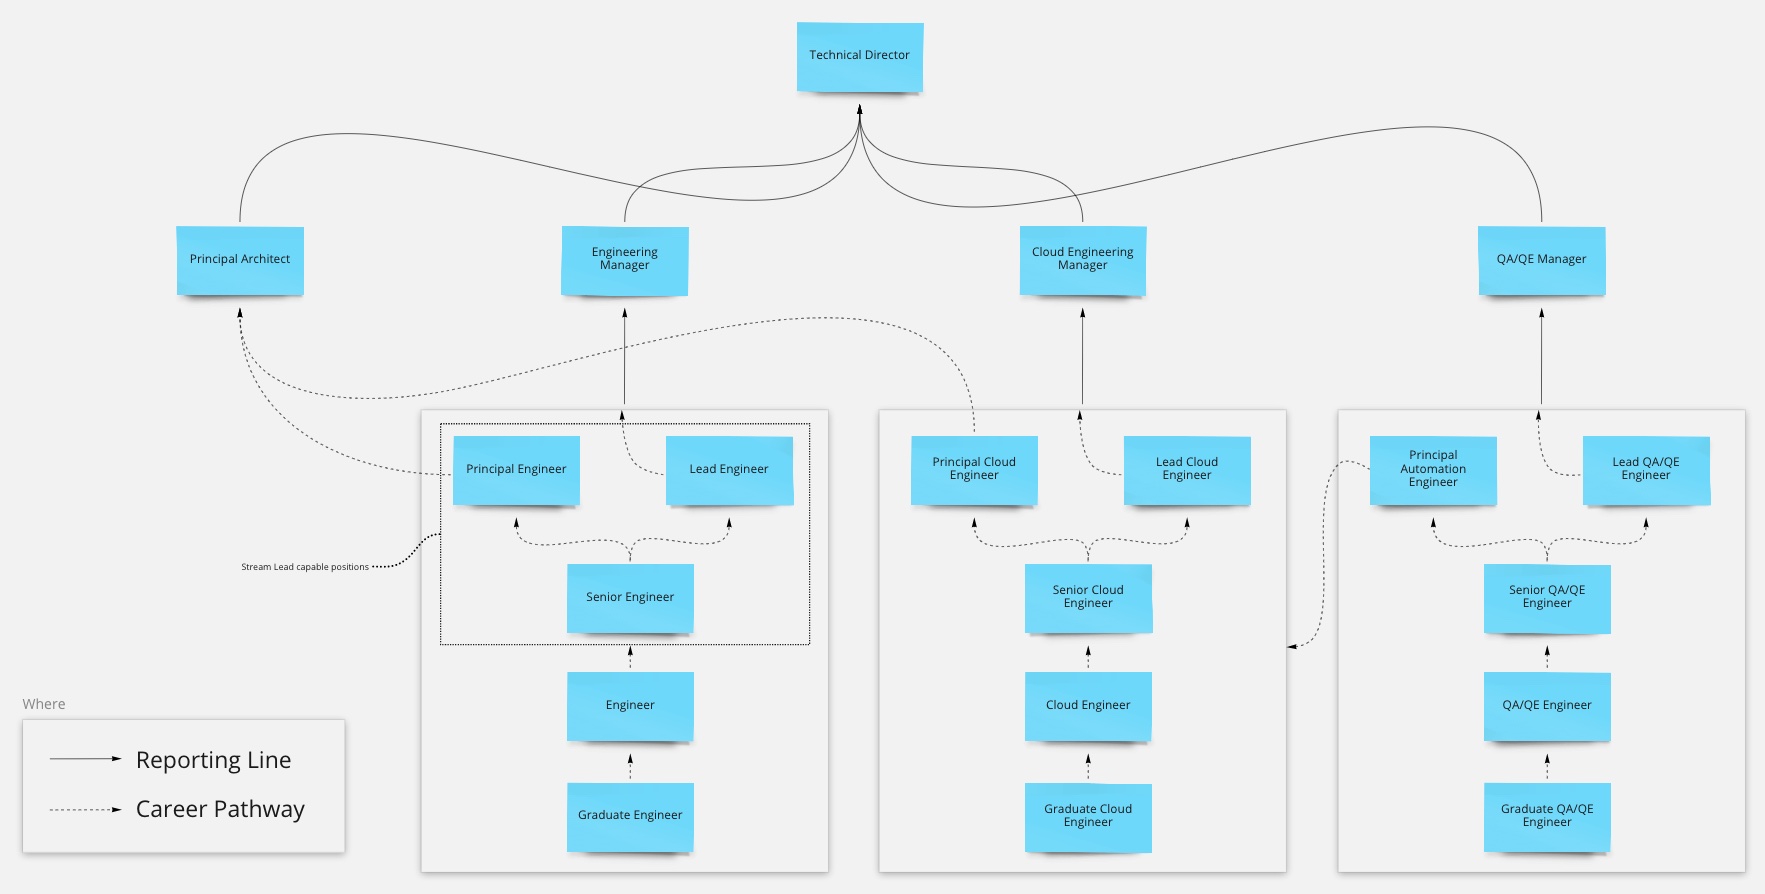 Technical Director
Principal Architect
Engineering
Manager
Cloud Engineering
Manager
QA/QE Manager
Principal Engineer
Lead Engineer
Principal Cloud
Engineer
Lead Cloud
Engineer
Principal
Automation
Engineer
Lead QA/QE
Engineer
Stream Lead capable positions
Senior Engineer
Senior Cloud
Engineer
Senior QA/QE
Engineer
Engineer
Cloud Engineer
QA/QE Engineer
Graduate Engineer
Graduate Cloud
Engineer
Graduate QA/QE
Engineer
Where
Reporting Line
Career Pathway